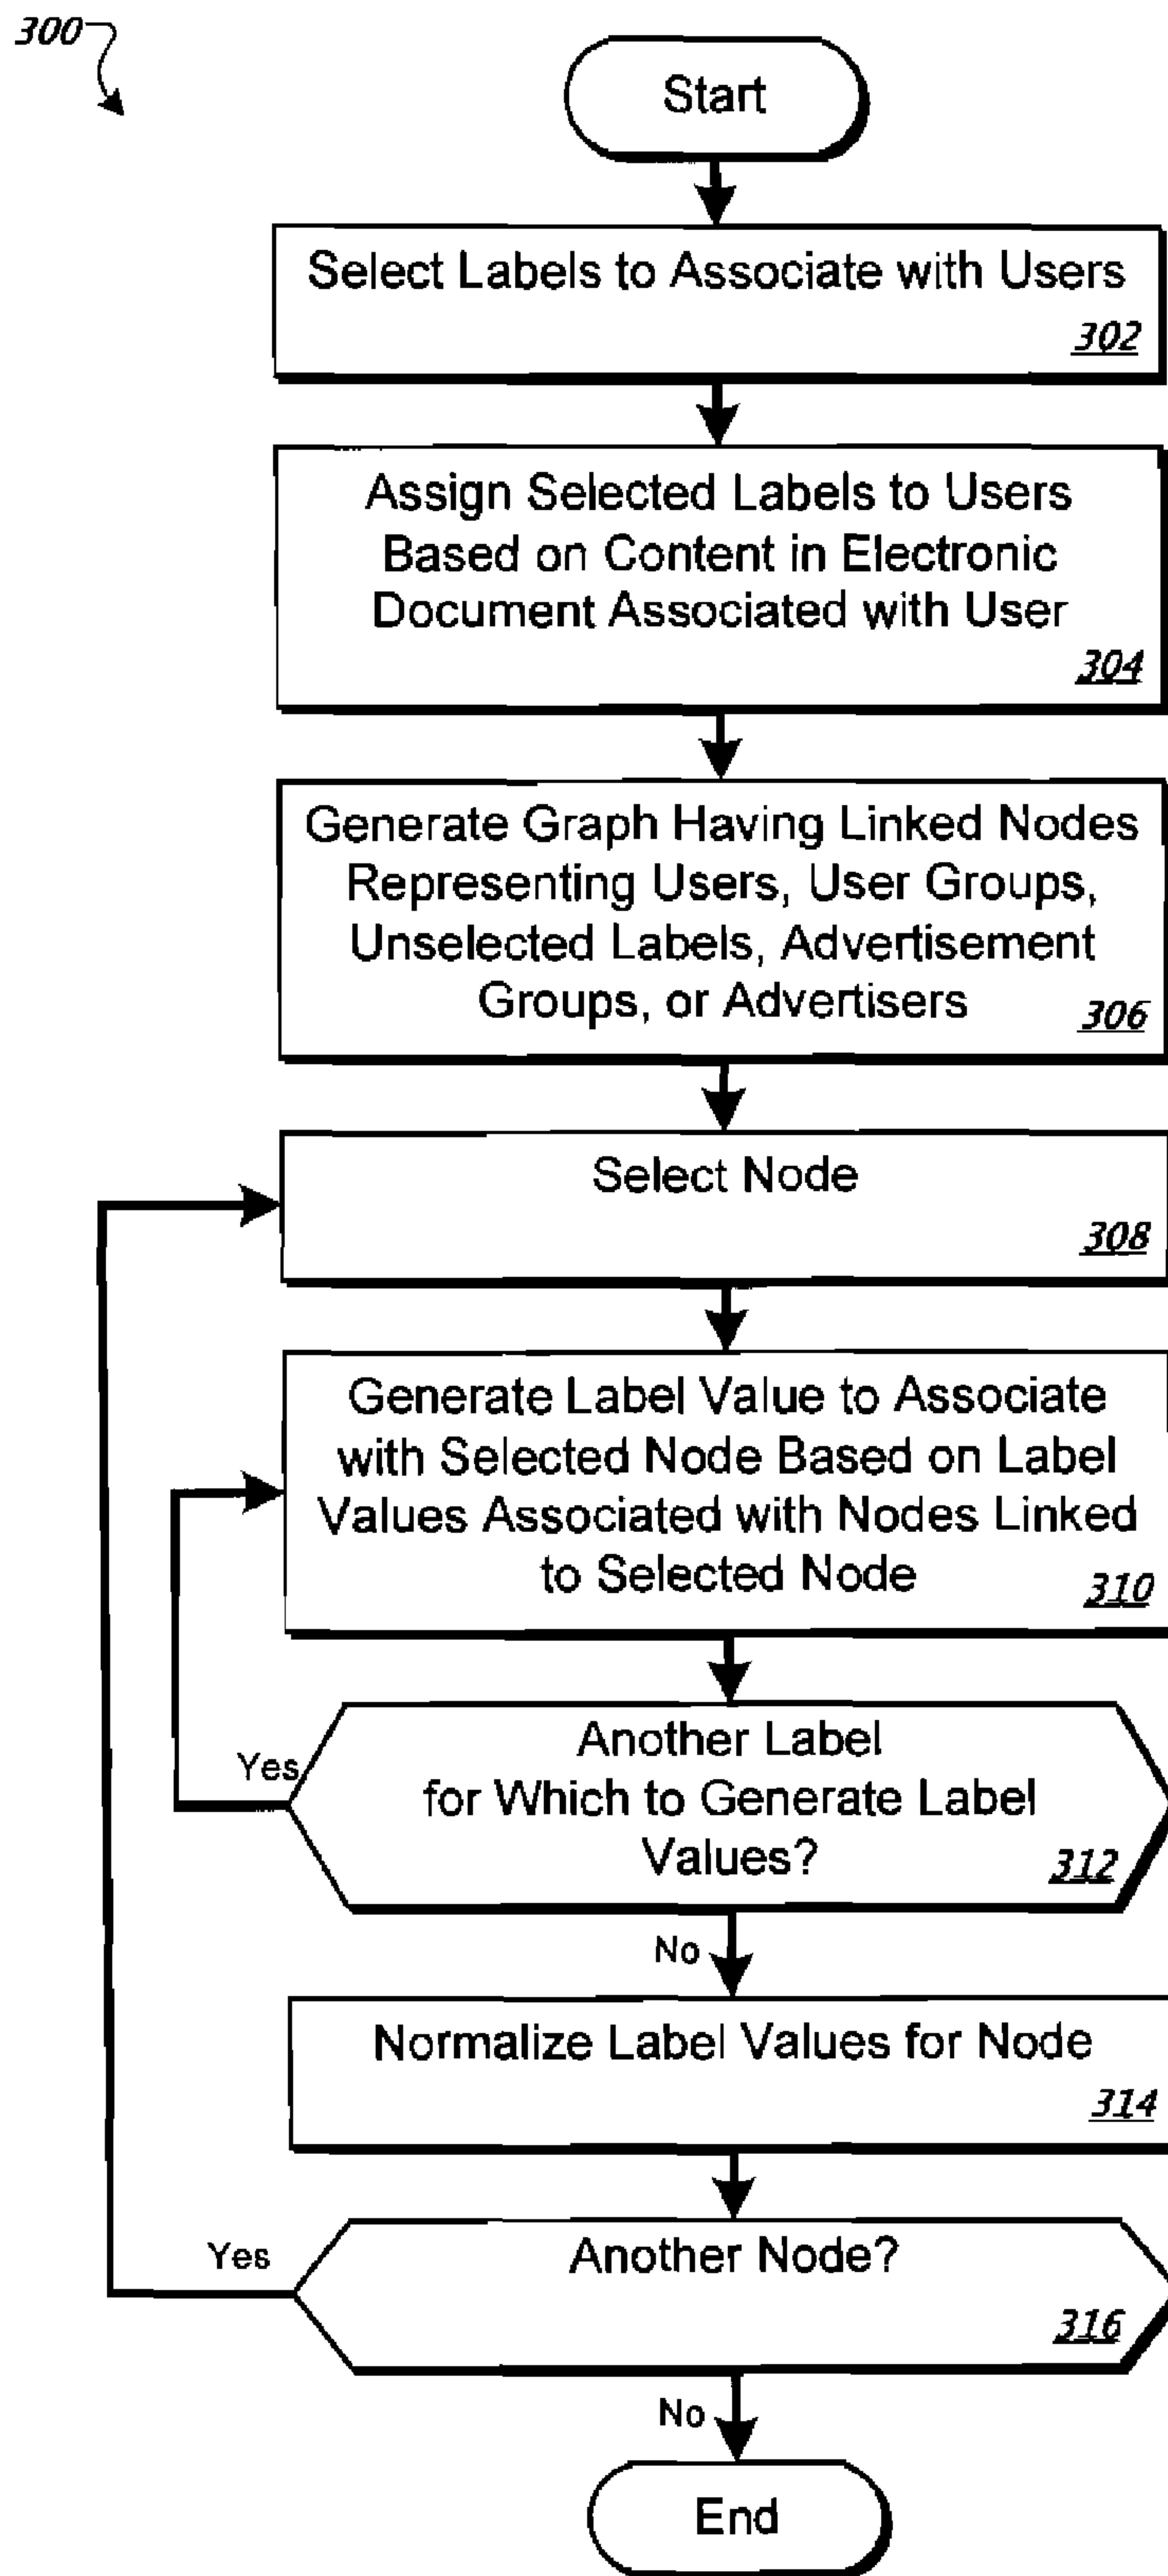 300
Start
Select Labels to Associate with Users
302
Assign Selected Labels to Users
Based on Content in Electronic
Document Associated with User
304
Generate Graph Having Linked Nodes
Representing Users, User Groups,
Unselected Labels, Advertisement
Groups, or Advertisers
306
Select Node
308
Generate Label Value to Associate
with Selected Node Based on Label
Values Associated with Nodes Linked
to Selected Node
310
Another Label
for Which to Generate Label
Values?
312
Yes
No
Normalize Label Values for Node
314
Another Node?
316
Yes
No
End